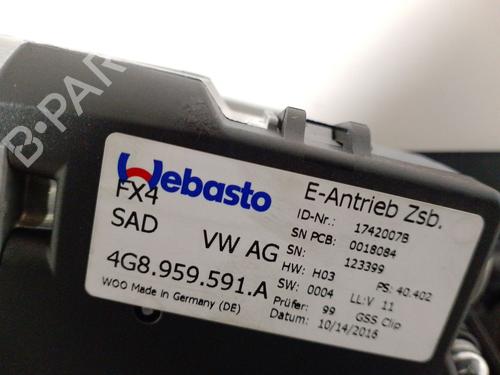 B-PARTS
Webasto
FX4
SAD VW AG
4G8.959.591.A
WOO Made in Germany (DE)
E-Antrieb Zsb.
ID-Nr.: 1742007B
SN PCB: 0018084
SN: 123399
HW: H03 PS: 40.402
SW: 0004 LL:V 11
Prüfer: 99 GSS Clip
Datum: 10/14/2016